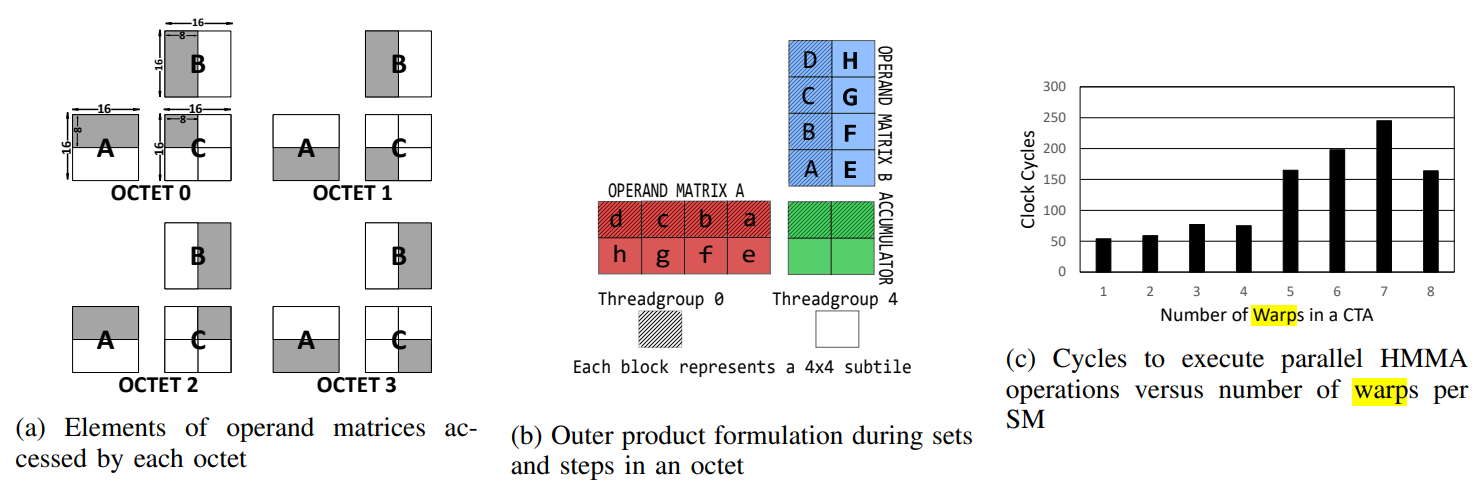 16
8
16
B
16
8
16
A
16
8
16
C
OCTET 0
B
A
C
OCTET 1
B
A
C
OCTET 2
B
A
C
OCTET 3
(a) Elements of operand matrices ac-
cessed by each octet
D H
C G
B F
A E
OPERAND MATRIX B
OPERAND MATRIX A
d c b a
h g f e
ACCUMULATOR
Threadgroup 0 Threadgroup 4
Each block represents a 4x4 subtile
(b) Outer product formulation during sets
and steps in an octet
300
250
200
150
100
50
0
Clock Cycles
1 2 3 4 5 6 7 8
Number of Warps in a CTA
(c) Cycles to execute parallel HMMA
operations versus number of warps per
SM